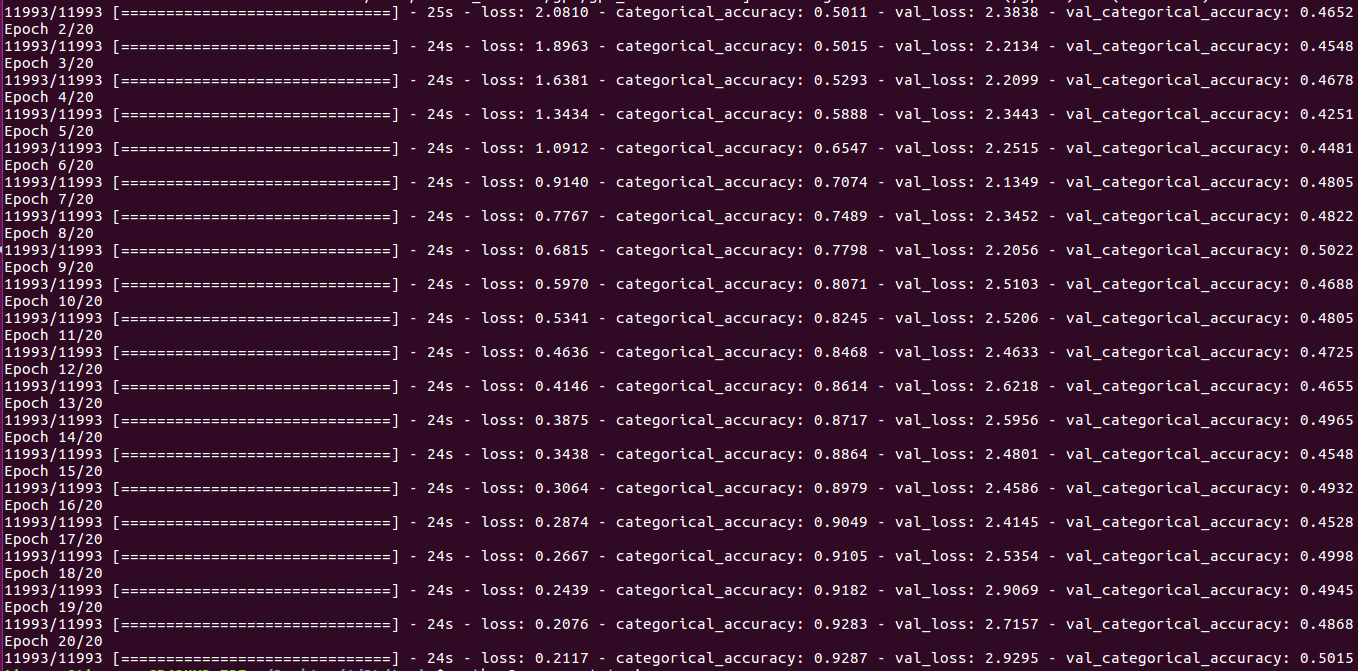 11993/11993 [==============================] - 25s - loss: 2.0810 - categorical_accuracy: 0.5011 - val_loss: 2.3838 - val_categorical_accuracy: 0.4652
Epoch 2/20
11993/11993 [==============================] - 24s - loss: 1.8963 - categorical_accuracy: 0.5015 - val_loss: 2.2134 - val_categorical_accuracy: 0.4548
Epoch 3/20
11993/11993 [==============================] - 24s - loss: 1.6381 - categorical_accuracy: 0.5293 - val_loss: 2.2099 - val_categorical_accuracy: 0.4678
Epoch 4/20
11993/11993 [==============================] - 24s - loss: 1.3434 - categorical_accuracy: 0.5888 - val_loss: 2.3443 - val_categorical_accuracy: 0.4251
Epoch 5/20
11993/11993 [==============================] - 24s - loss: 1.0912 - categorical_accuracy: 0.6547 - val_loss: 2.2515 - val_categorical_accuracy: 0.4481
Epoch 6/20
11993/11993 [==============================] - 24s - loss: 0.9140 - categorical_accuracy: 0.7074 - val_loss: 2.1349 - val_categorical_accuracy: 0.4805
Epoch 7/20
11993/11993 [==============================] - 24s - loss: 0.7767 - categorical_accuracy: 0.7489 - val_loss: 2.3452 - val_categorical_accuracy: 0.4822
Epoch 8/20
11993/11993 [==============================] - 24s - loss: 0.6815 - categorical_accuracy: 0.7798 - val_loss: 2.2056 - val_categorical_accuracy: 0.5022
Epoch 9/20
11993/11993 [==============================] - 24s - loss: 0.5970 - categorical_accuracy: 0.8071 - val_loss: 2.5103 - val_categorical_accuracy: 0.4688
Epoch 10/20
11993/11993 [==============================] - 24s - loss: 0.5341 - categorical_accuracy: 0.8245 - val_loss: 2.5206 - val_categorical_accuracy: 0.4805
Epoch 11/20
11993/11993 [==============================] - 24s - loss: 0.4636 - categorical_accuracy: 0.8468 - val_loss: 2.4633 - val_categorical_accuracy: 0.4725
Epoch 12/20
11993/11993 [==============================] - 24s - loss: 0.4146 - categorical_accuracy: 0.8614 - val_loss: 2.6218 - val_categorical_accuracy: 0.4655
Epoch 13/20
11993/11993 [==============================] - 24s - loss: 0.3875 - categorical_accuracy: 0.8717 - val_loss: 2.5956 - val_categorical_accuracy: 0.4965
Epoch 14/20
11993/11993 [==============================] - 24s - loss: 0.3438 - categorical_accuracy: 0.8864 - val_loss: 2.4801 - val_categorical_accuracy: 0.4548
Epoch 15/20
11993/11993 [==============================] - 24s - loss: 0.3064 - categorical_accuracy: 0.8979 - val_loss: 2.4586 - val_categorical_accuracy: 0.4932
Epoch 16/20
11993/11993 [==============================] - 24s - loss: 0.2874 - categorical_accuracy: 0.9049 - val_loss: 2.4145 - val_categorical_accuracy: 0.4528
Epoch 17/20
11993/11993 [==============================] - 24s - loss: 0.2667 - categorical_accuracy: 0.9105 - val_loss: 2.5354 - val_categorical_accuracy: 0.4998
Epoch 18/20
11993/11993 [==============================] - 24s - loss: 0.2439 - categorical_accuracy: 0.9182 - val_loss: 2.9069 - val_categorical_accuracy: 0.4945
Epoch 19/20
11993/11993 [==============================] - 24s - loss: 0.2076 - categorical_accuracy: 0.9283 - val_loss: 2.7157 - val_categorical_accuracy: 0.4868
Epoch 20/20
11993/11993 [==============================] - 24s - loss: 0.2117 - categorical_accuracy: 0.9287 - val_loss: 2.9295 - val_categorical_accuracy: 0.5015